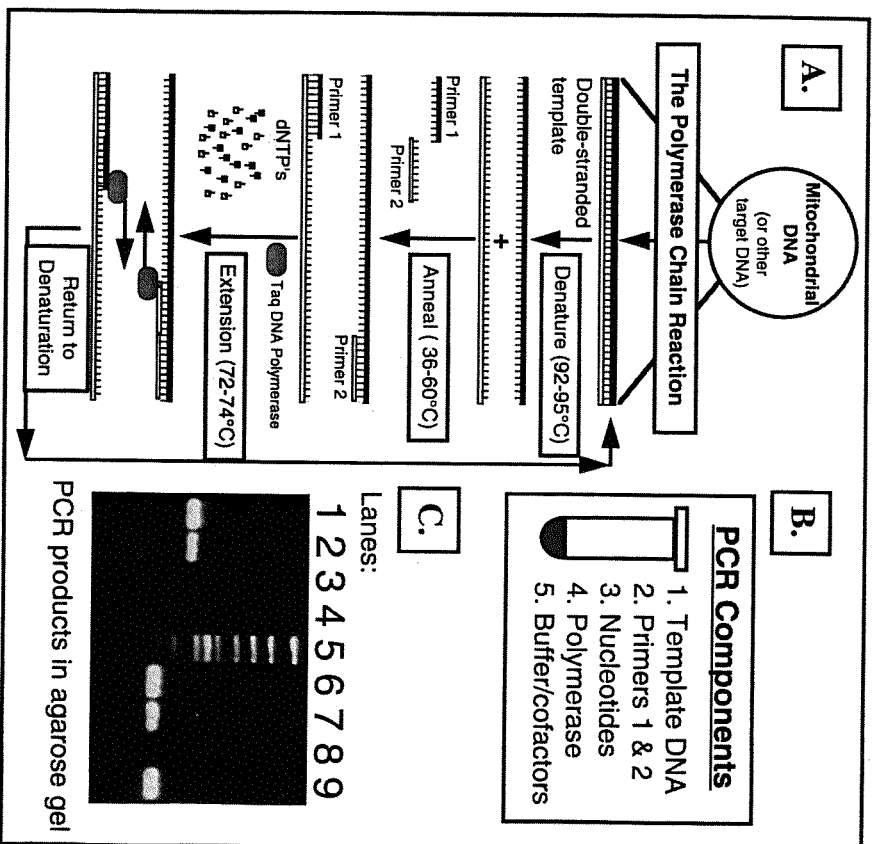 A.
Mitochondrial
DNA
(or other
target DNA)
The Polymerase Chain Reaction
Double-stranded
template
Denature (92-95°C)
+
Primer 1
Primer 2
Anneal ( 36-60°C)
Primer 1
Primer 2
dNTP's
Taq DNA Polymerase
Extension (72-74°C)
Return to
Denaturation
B.
PCR Components
1. Template DNA
2. Primers 1 & 2
3. Nucleotides
4. Polymerase
5. Buffer/cofactors
C.
Lanes:
1 2 3 4 5 6 7 8 9
PCR products in agarose gel